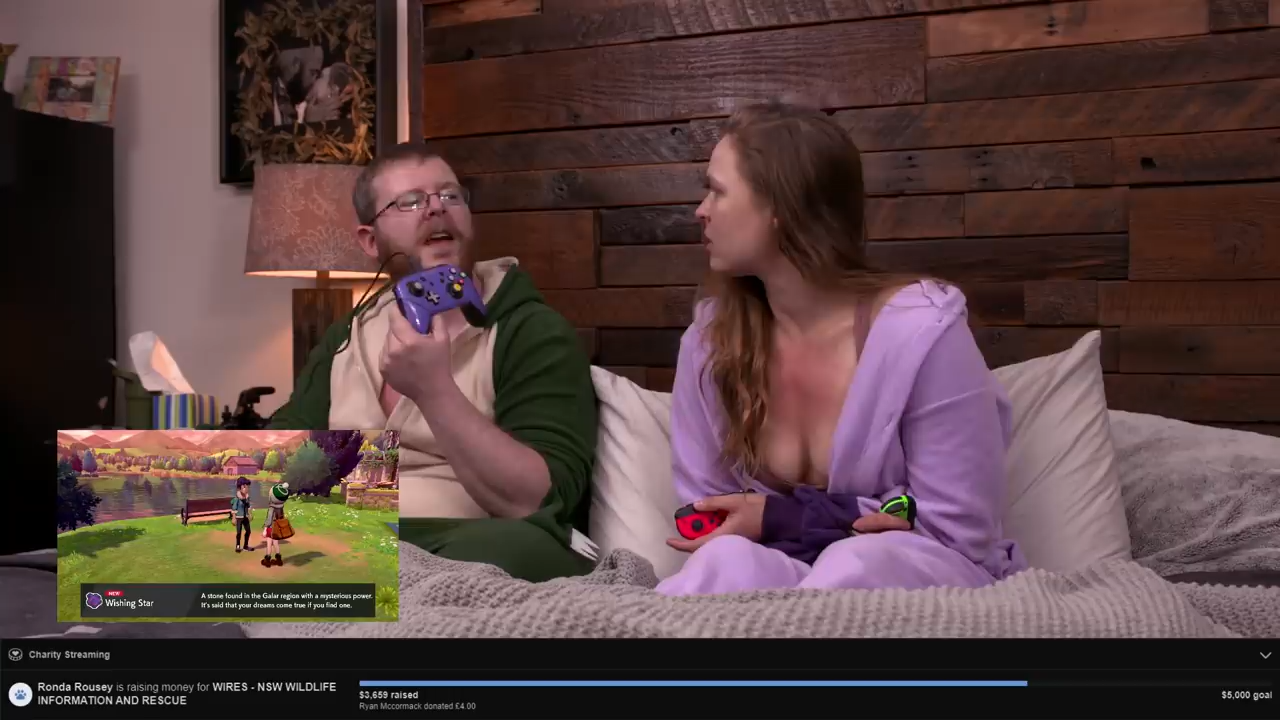 NEW
Wishing Star
A stone found in the Galar region with a mysterious power.
It's said that your dreams come true if you find one.
Charity Streaming
Ronda Rousey is raising money for WIRES - NSW WILDLIFE
INFORMATION AND RESCUE
$3,659 raised
$5,000 goal
Ryan Mccormack donated £4.00